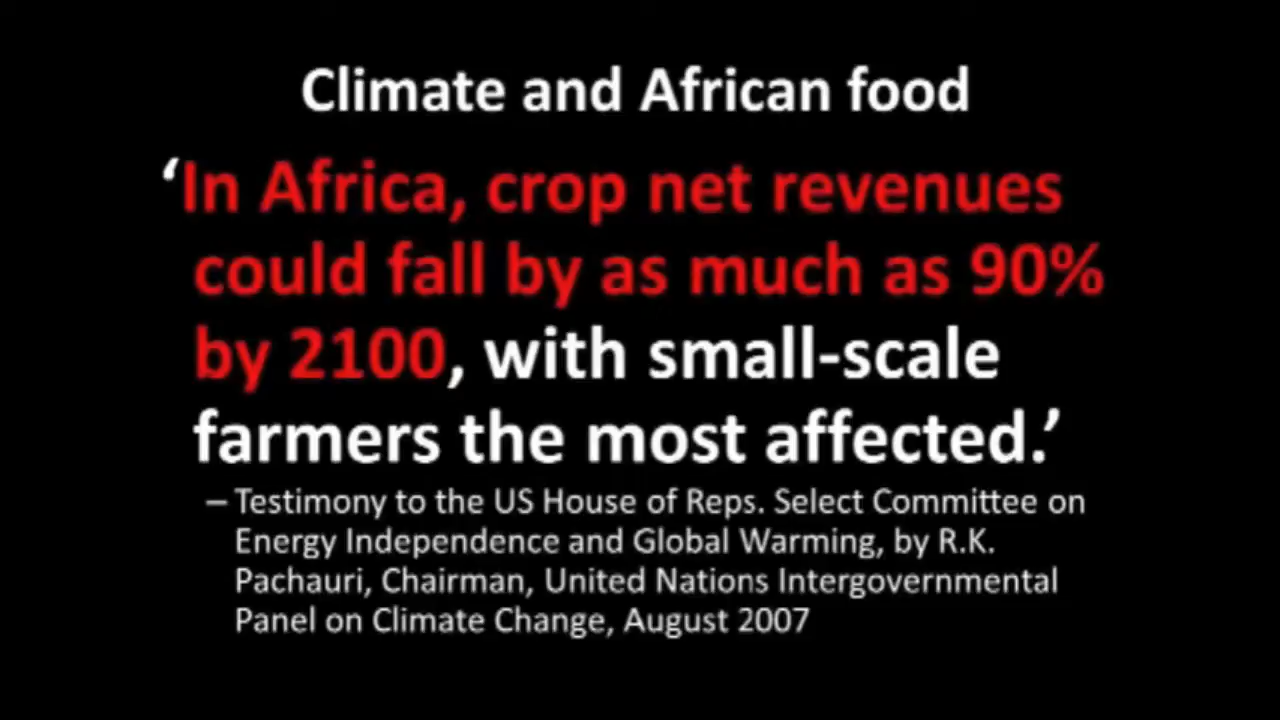 Climate and African food
‘In Africa, crop net revenues
could fall by as much as 90%
by 2100, with small-scale
farmers the most affected.’
– Testimony to the US House of Reps. Select Committee on
Energy Independence and Global Warming, by R.K.
Pachauri, Chairman, United Nations Intergovernmental
Panel on Climate Change, August 2007